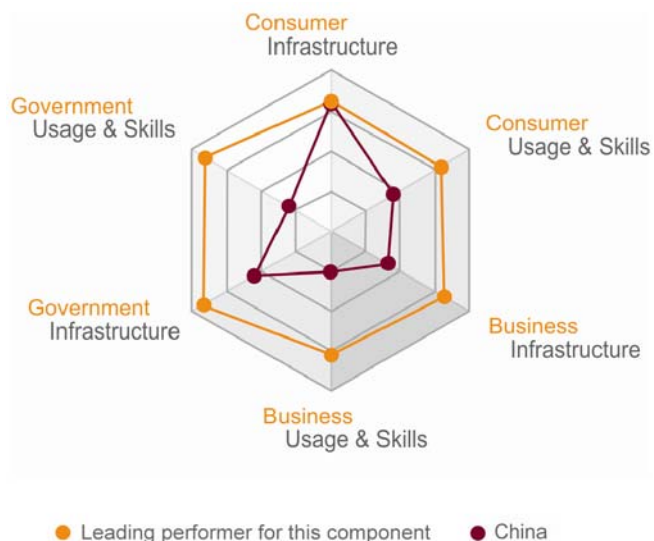 Consumer
Infrastructure
Government
Usage & Skills
Consumer
Usage & Skills
Government
Infrastructure
Business
Infrastructure
Business
Usage & Skills
Leading performer for this component
China